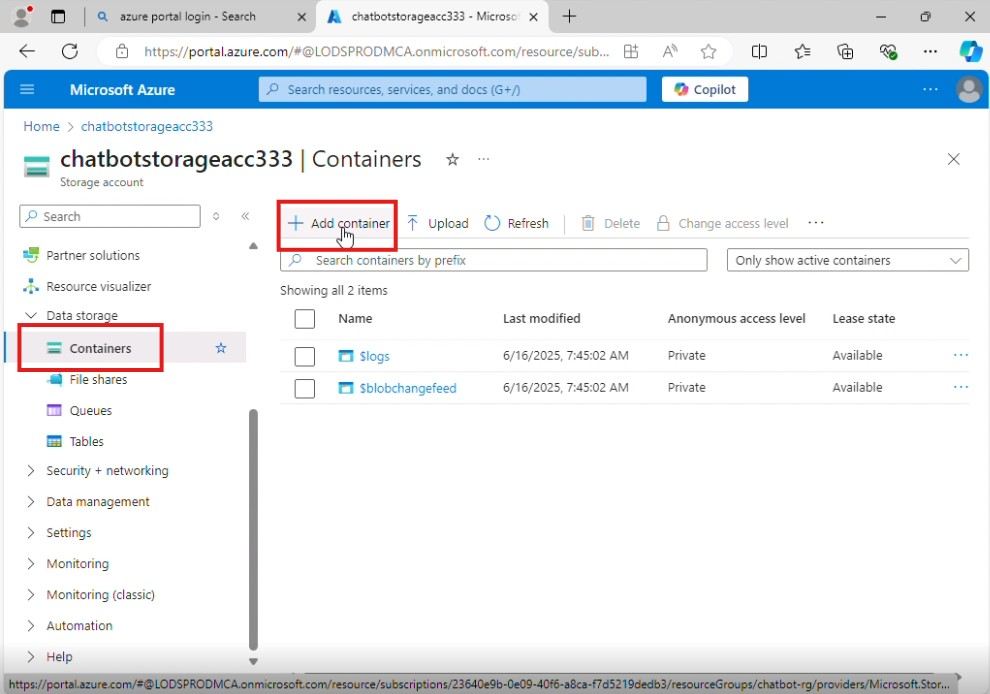 azure portal login - Search
chatbotstorageacc333 - Microsof
https://portal.azure.com/#@LODSPRODMCA.onmicrosoft.com/resource/sub...
Microsoft Azure
Search resources, services, and docs (G+/)
Copilot
Home > chatbotstorageacc333
chatbotstorageacc333 | Containers
Storage account
Search
Add container
Upload
Refresh
Delete
Change access level
Search containers by prefix
Only show active containers
Showing all 2 items
Name Last modified Anonymous access level Lease state
$logs 6/16/2025, 7:45:02 AM Private Available
$blobchangefeed 6/16/2025, 7:45:02 AM Private Available
Partner solutions
Resource visualizer
Data storage
Containers
File shares
Queues
Tables
Security + networking
Data management
Settings
Monitoring
Monitoring (classic)
Automation
Help
https://portal.azure.com/#@LODSPRODMCA.onmicrosoft.com/resource/subscriptions/23640e9b-0e09-40f6-a8ca-f7d5219dedb3/resourceGroups/chatbot-rg/providers/Microsoft.Stor...